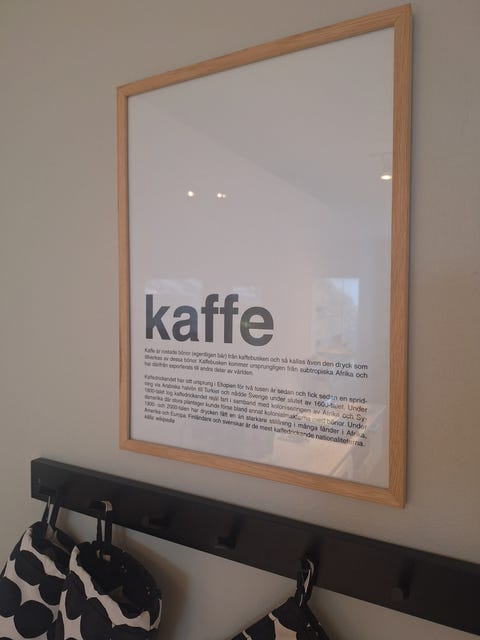 kaffe
Kaffe är rostade bönor (egentligen bär) från kaffebusken och så kallas även den dryck som
tillverkas av dessa bönor. Kaffebusken kommer ursprungligen från subtropiska Afrika och
har därifrån exporterats till andra delar av världen.
Kaffedrickandet har sitt ursprung i Etiopien för två tusen år sedan och fick sedan en sprid-
ning via Arabiska halvön till Turkiet och nådde Sverige under slutet av 1600-talet. Under
1800-talet tog kaffedrickandet rejäl fart i samband med koloniseringen av Afrika och Sy-
damerika där stora plantager kunde förse bland annat kolonialmakterna med bönor. Under
1900- och 2000-talen har drycken fått en än starkare ställning i många länder i Afrika,
Amerika och Europa. Finländare och svenskar är de mest kaffedrickande nationaliteterna.
källa: wikipedia